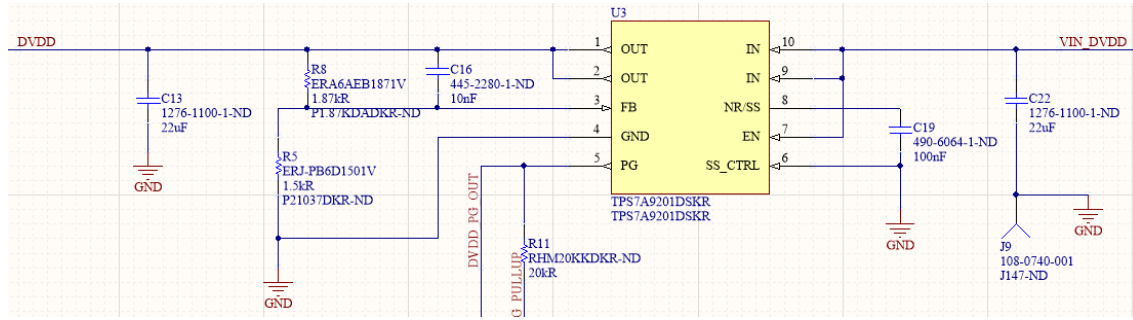 DVDD
C13
1276-1100-1-ND
22uF
GND
R8
ERA6AEB1871V
1.87kR
P1.87KDADKR-ND
C16
445-2280-1-ND
10nF
R5
ERJ-PB6D1501V
1.5kR
P21037DKR-ND
GND
DVDD_PG_OUT
R11
RHM20KKDKR-ND
20kR
G_PULLUP
U3
1 OUT IN 10
2 OUT IN 9
3 FB NR/SS 8
4 GND EN 7
5 PG SS_CTRL 6
TPS7A9201DSKR
TPS7A9201DSKR
C19
490-6064-1-ND
100nF
GND
VIN_DVDD
C22
1276-1100-1-ND
22uF
GND
J9
108-0740-001
J147-ND